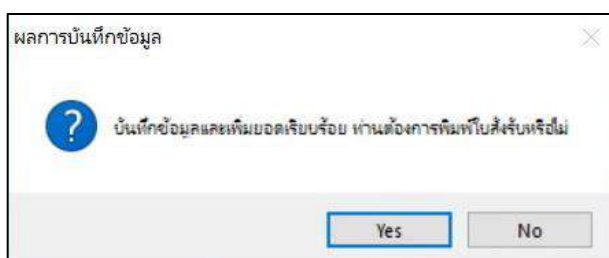 ผลการบันทึกข้อมูล
บันทึกข้อมูลและเพิ่มยอดเรียบร้อย ท่านต้องการพิมพ์ใบสั่งรับหรือไม่
Yes
No